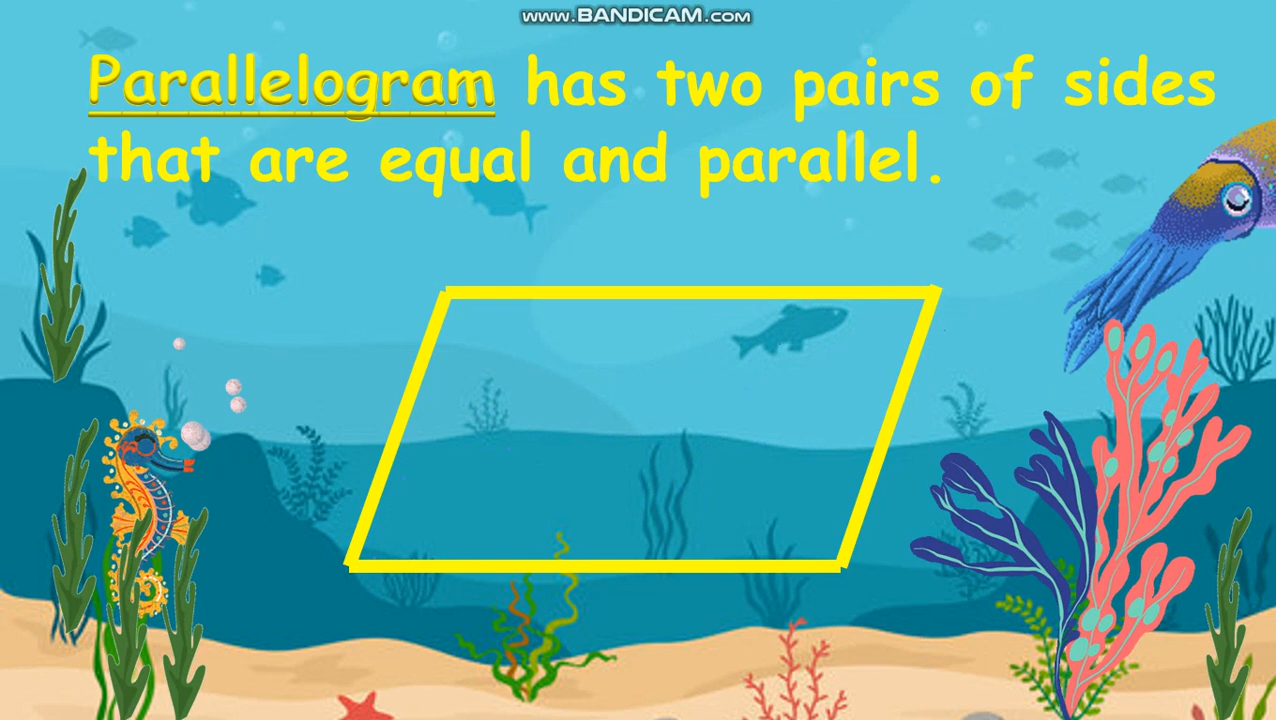 www.BANDICAM.com
Parallelogram has two pairs of sides
that are equal and parallel.